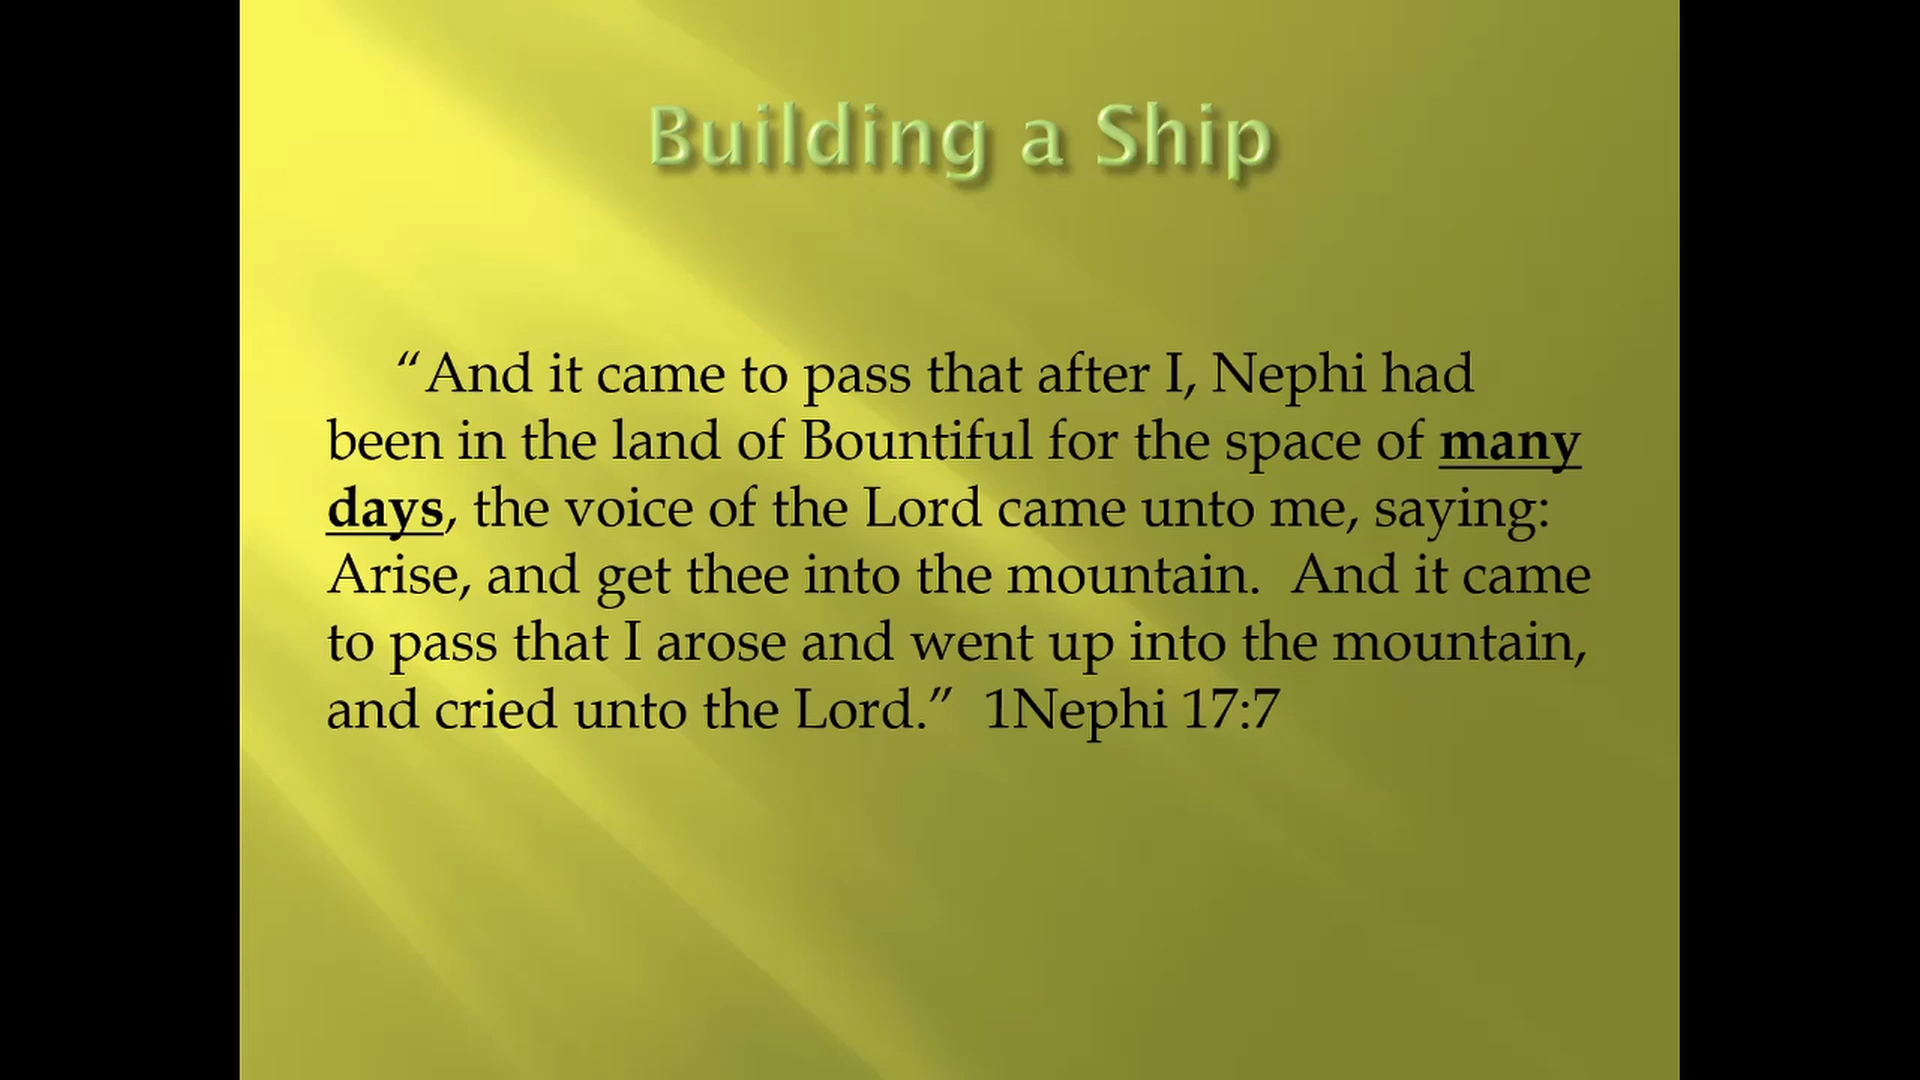 Building a Ship
“And it came to pass that after I, Nephi had
been in the land of Bountiful for the space of many
days, the voice of the Lord came unto me, saying:
Arise, and get thee into the mountain.  And it came
to pass that I arose and went up into the mountain,
and cried unto the Lord.”  1Nephi 17:7